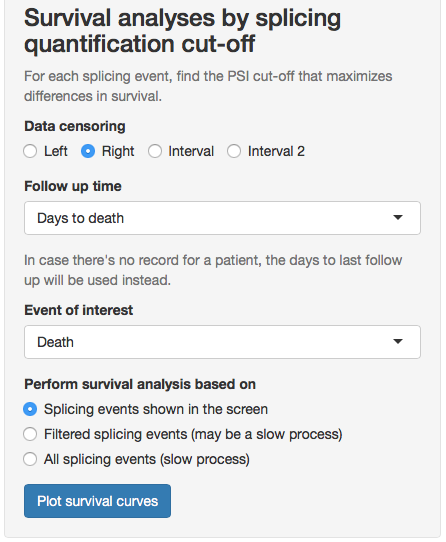 Survival analyses by splicing
quantification cut-off
For each splicing event, find the PSI cut-off that maximizes
differences in survival.
Data censoring
Left Right Interval Interval 2
Follow up time
Days to death
In case there's no record for a patient, the days to last follow
up will be used instead.
Event of interest
Death
Perform survival analysis based on
Splicing events shown in the screen
Filtered splicing events (may be a slow process)
All splicing events (slow process)
Plot survival curves